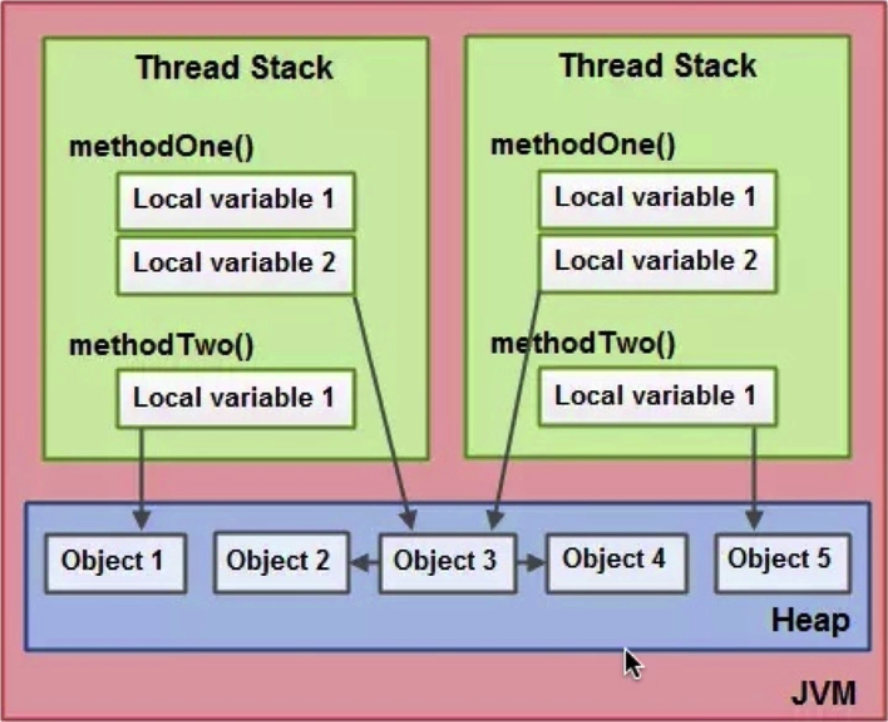 Thread Stack
methodOne()
Local variable 1
Local variable 2
methodTwo()
Local variable 1
Thread Stack
methodOne()
Local variable 1
Local variable 2
methodTwo()
Local variable 1
Object 1
Object 2
Object 3
Object 4
Object 5
Heap
JVM